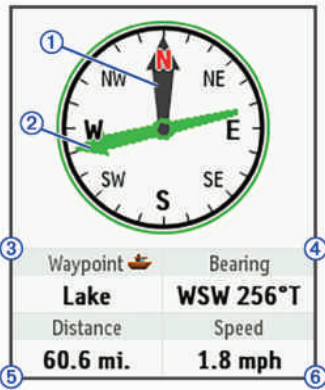 ①
N
NW NE
②
W E
SW SE
S
③ ④
Waypoint Bearing
Lake WSW 256°T
Distance Speed
60.6 mi. 1.8 mph
⑤ ⑥